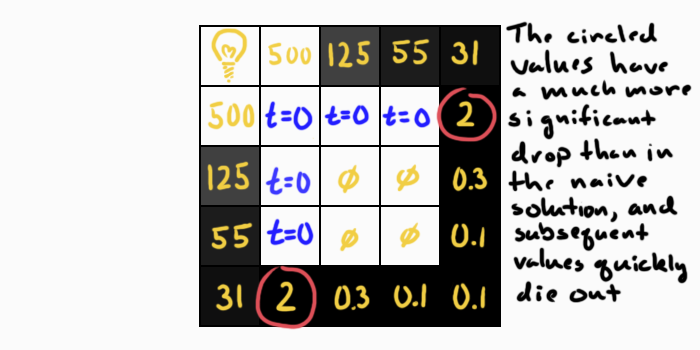 500 125 55 31
500 t=0 t=0 t=0 2
125 t=0 ∅ ∅ 0.3
55 t=0 ∅ ∅ 0.1
31 2 0.3 0.1 0.1
The circled
values have
a much more
significant
drop than in
the naive
solution, and
subsequent
values quickly
die out